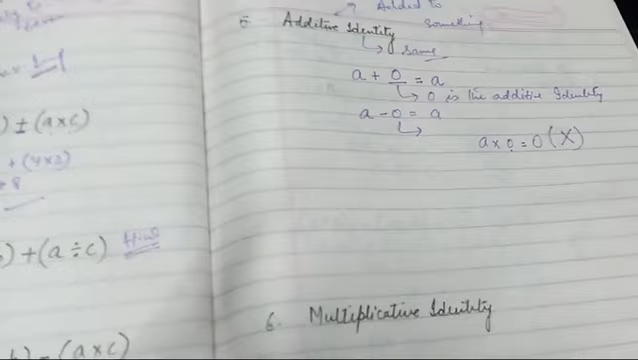 ) ± (a×c)
+ (4×2)
) + (a÷c)
- (a×c)
Added to
Something.
5 Additive Identity
↳ same
a + 0 = a
↳ 0 is the additive Identity
a - 0 = a
↳
a × 0 = 0 (X)
6. Multiplicative Identity